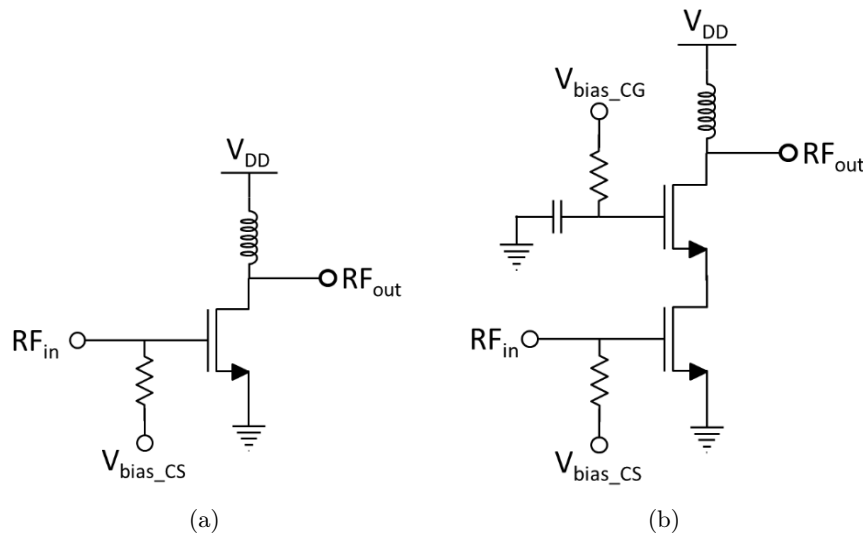 V_DD
RF_out
RF_in
V_bias_CS
(a)
V_DD
V_bias_CG
RF_out
RF_in
V_bias_CS
(b)